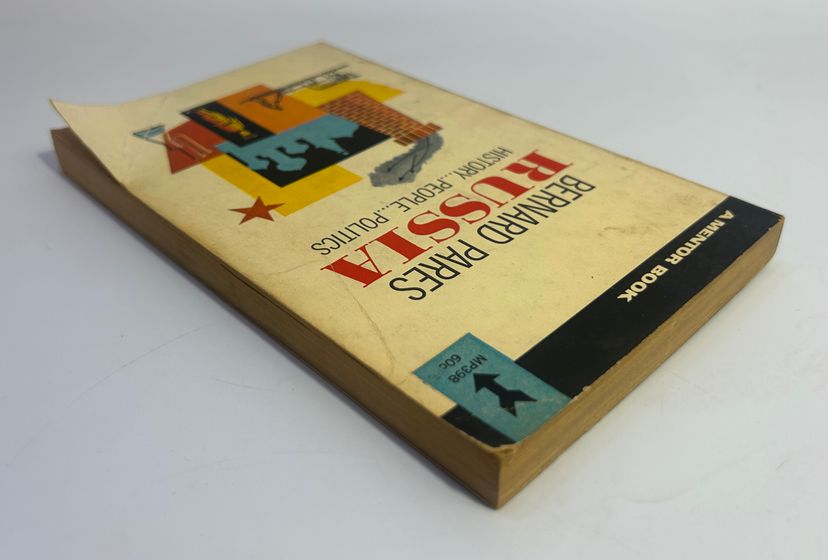 A MENTOR BOOK
MP398
60c
BERNARD PARES
RUSSIA
HISTORY...PEOPLE...POLITICS